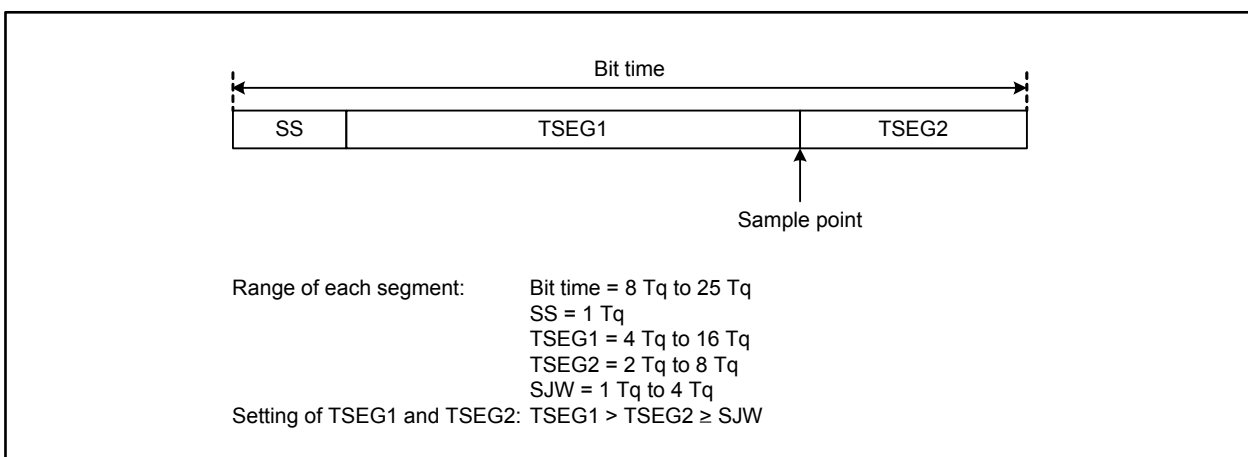 Bit time
SS TSEG1 TSEG2
Sample point
Range of each segment: Bit time = 8 Tq to 25 Tq
SS = 1 Tq
TSEG1 = 4 Tq to 16 Tq
TSEG2 = 2 Tq to 8 Tq
SJW = 1 Tq to 4 Tq
Setting of TSEG1 and TSEG2: TSEG1 > TSEG2 ≥ SJW